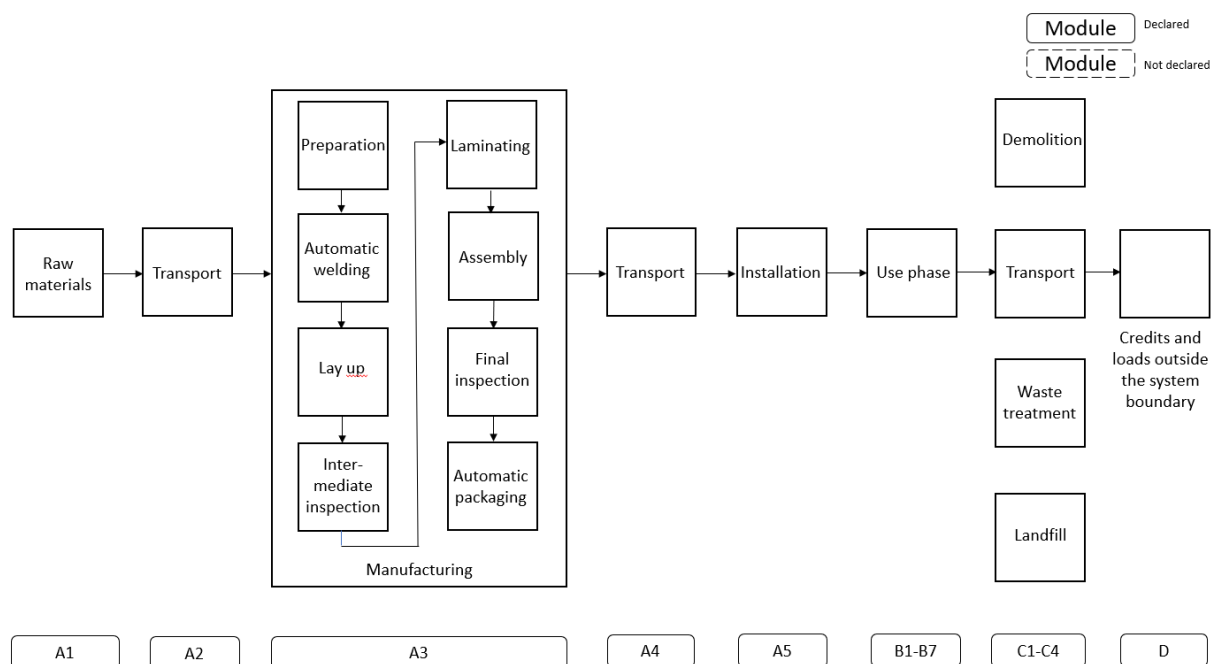 Module Declared
Module Not declared
Preparation
Automatic
welding
Lay up
Inter-
mediate
inspection
Laminating
Assembly
Final
inspection
Automatic
packaging
Manufacturing
Raw
materials
Transport
Transport
Installation
Use phase
Demolition
Transport
Waste
treatment
Landfill
Credits and
loads outside
the system
boundary
A1
A2
A3
A4
A5
B1-B7
C1-C4
D